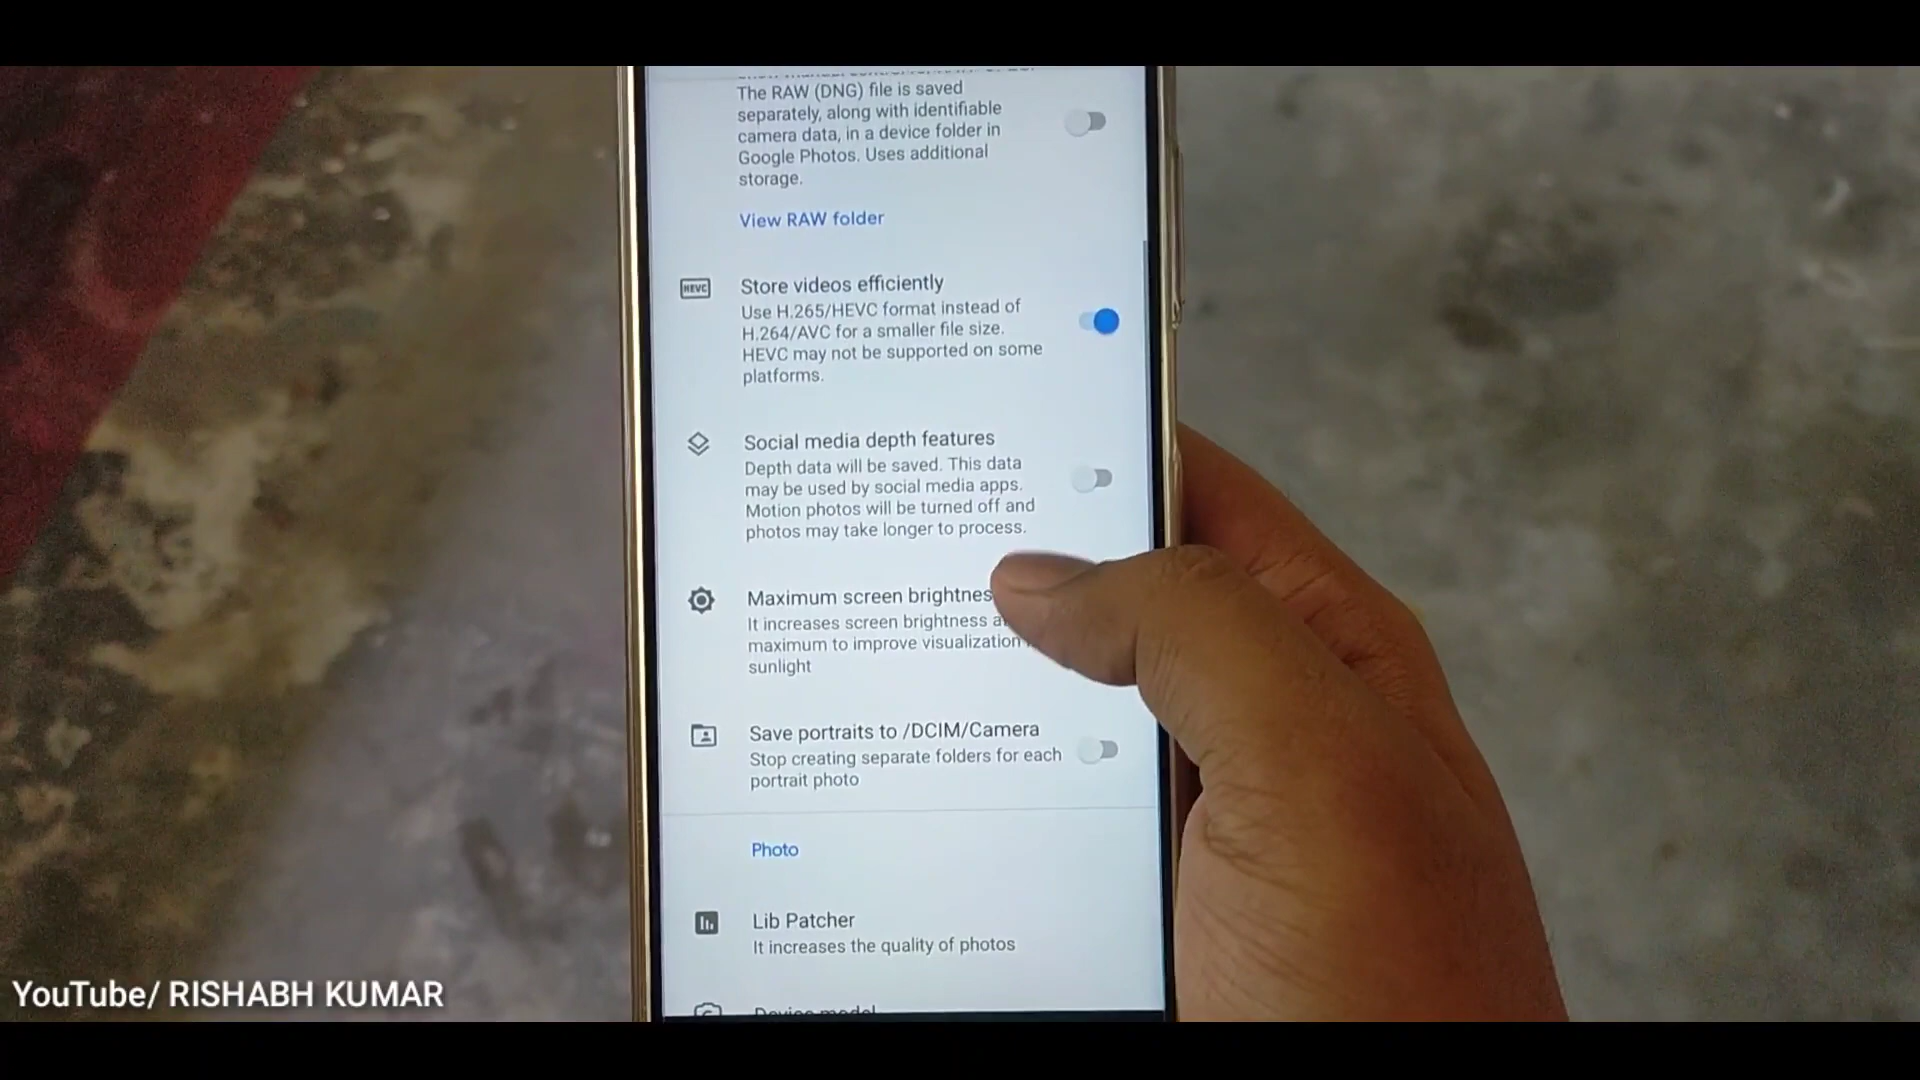 The RAW (DNG) file is saved
separately, along with identifiable
camera data, in a device folder in
Google Photos. Uses additional
storage.
View RAW folder
HEVC
Store videos efficiently
Use H.265/HEVC format instead of
H.264/AVC for a smaller file size.
HEVC may not be supported on some
platforms.
Social media depth features
Depth data will be saved. This data
may be used by social media apps.
Motion photos will be turned off and
photos may take longer to process.
Maximum screen brightnes
It increases screen brightness
maximum to improve visualization
sunlight
Save portraits to /DCIM/Camera
Stop creating separate folders for each
portrait photo
Photo
Lib Patcher
It increases the quality of photos
Device model
YouTube/ RISHABH KUMAR